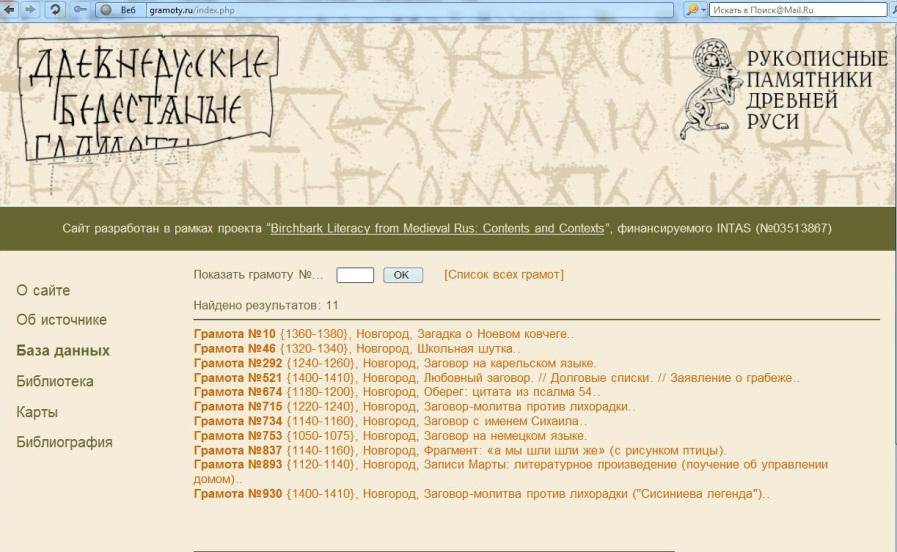 Веб
gramoty.ru/index.php
Искать в Поиск@Mail.Ru
ДРЕВНЕРУССКИЕ
БЕРЕСТЯНЫЕ
ГРАМОТЫ
РУКОПИСНЫЕ
ПАМЯТНИКИ
ДРЕВНЕЙ
РУСИ
Сайт разработан в рамках проекта "Birchbark Literacy from Medieval Rus: Contents and Contexts", финансируемого INTAS (№03513867)
О сайте
Об источнике
База данных
Библиотека
Карты
Библиография
Показать грамоту №... OK [Список всех грамот]
Найдено результатов: 11
Грамота №10 {1360-1380}, Новгород, Загадка о Ноевом ковчеге..
Грамота №46 {1320-1340}, Новгород, Школьная шутка..
Грамота №292 {1240-1260}, Новгород, Заговор на карельском языке.
Грамота №521 {1400-1410}, Новгород, Любовный заговор. // Долговые списки. // Заявление о грабеже..
Грамота №674 {1180-1200}, Новгород, Оберег: цитата из псалма 54..
Грамота №715 {1220-1240}, Новгород, Заговор-молитва против лихорадки..
Грамота №734 {1140-1160}, Новгород, Заговор с именем Сихаила..
Грамота №753 {1050-1075}, Новгород, Заговор на немецком языке.
Грамота №837 {1140-1160}, Новгород, Фрагмент: «а мы шли шли же» (с рисунком птицы).
Грамота №893 {1120-1140}, Новгород, Записи Марты: литературное произведение (поучение об управлении
домом)..
Грамота №930 {1400-1410}, Новгород, Заговор-молитва против лихорадки ("Сисиниева легенда")..